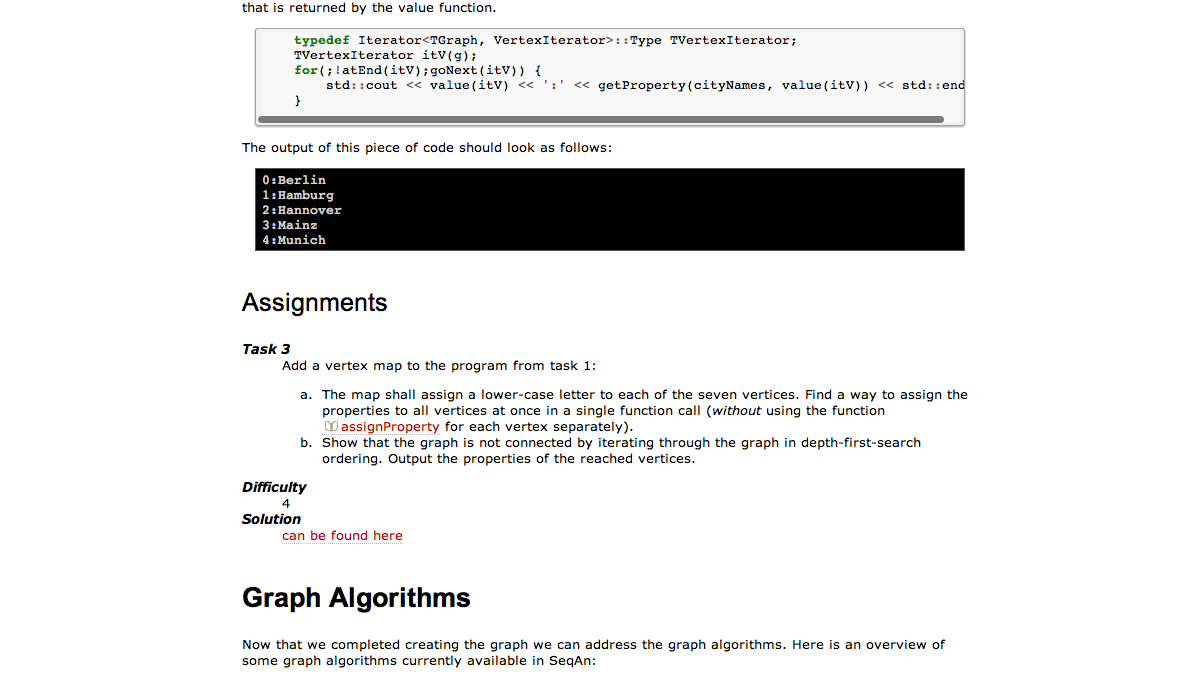 that is returned by the value function.
typedef Iterator<TGraph, VertexIterator>::Type TVertexIterator;
TVertexIterator itV(g);
for(;!atEnd(itV);goNext(itV)) {
std::cout << value(itV) << ':' << getProperty(cityNames, value(itV)) << std::end
}
The output of this piece of code should look as follows:
0:Berlin
1:Hamburg
2:Hannover
3:Mainz
4:Munich
Assignments
Task 3
Add a vertex map to the program from task 1:
a. The map shall assign a lower-case letter to each of the seven vertices. Find a way to assign the
properties to all vertices at once in a single function call (without using the function
assignProperty for each vertex separately).
b. Show that the graph is not connected by iterating through the graph in depth-first-search
ordering. Output the properties of the reached vertices.
Difficulty
4
Solution
can be found here
Graph Algorithms
Now that we completed creating the graph we can address the graph algorithms. Here is an overview of
some graph algorithms currently available in SeqAn: